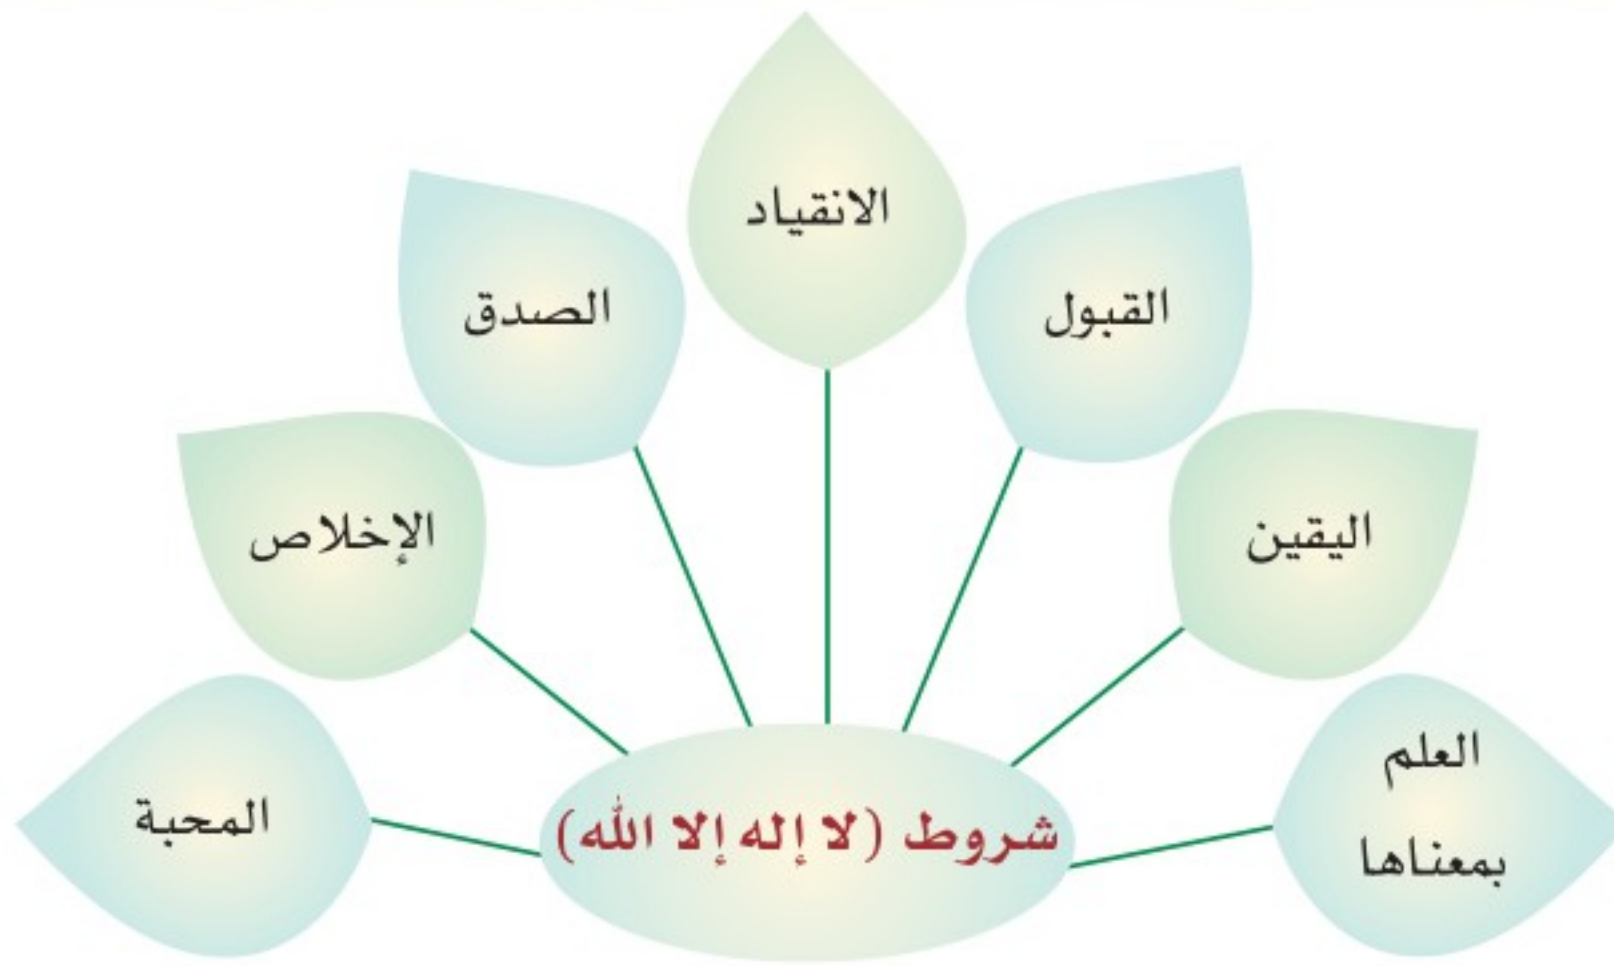 الانقياد
القبول
الصدق
اليقين
الإخلاص
العلم
بمعناها
المحبة
شروط (لا إله إلا الله)